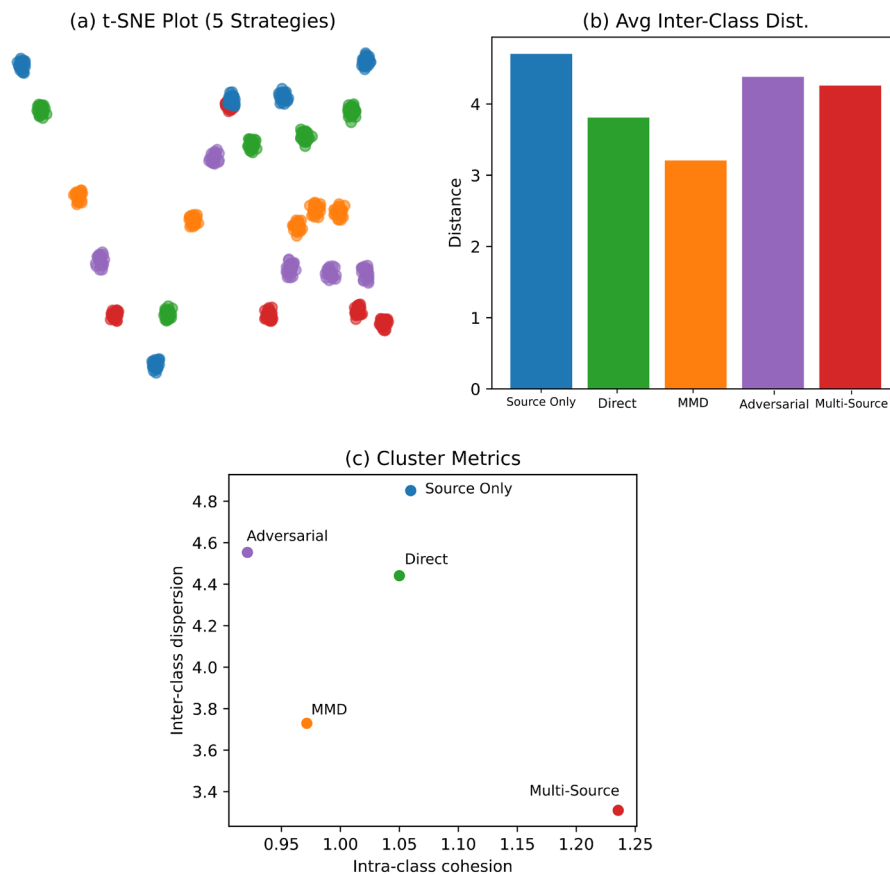 (a) t-SNE Plot (5 Strategies)
(b) Avg Inter-Class Dist.
Distance
4
3
2
1
0
Source Only
Direct
MMD
Adversarial
Multi-Source
(c) Cluster Metrics
Inter-class dispersion
4.8
4.6
4.4
4.2
4.0
3.8
3.6
3.4
Source Only
Adversarial
Direct
MMD
Multi-Source
0.95 1.00 1.05 1.10 1.15 1.20 1.25
Intra-class cohesion